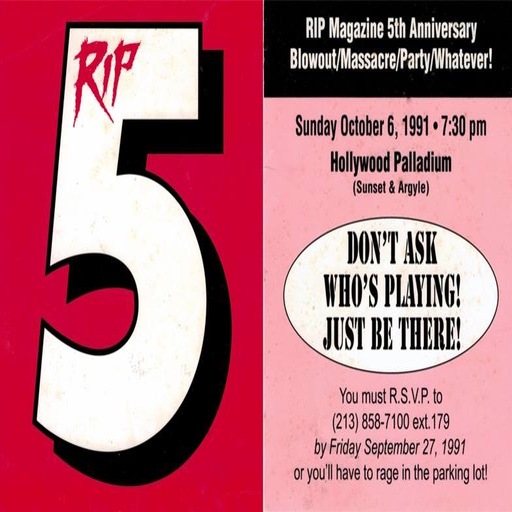 RIP
5
RIP Magazine 5th Anniversary
Blowout/Massacre/Party/Whatever!
Sunday October 6, 1991 • 7:30 pm
Hollywood Palladium
(Sunset & Argyle)
DON'T ASK
WHO'S PLAYING!
JUST BE THERE!
You must R.S.V.P. to
(213) 858-7100 ext.179
by Friday September 27, 1991
or you'll have to rage in the parking lot!